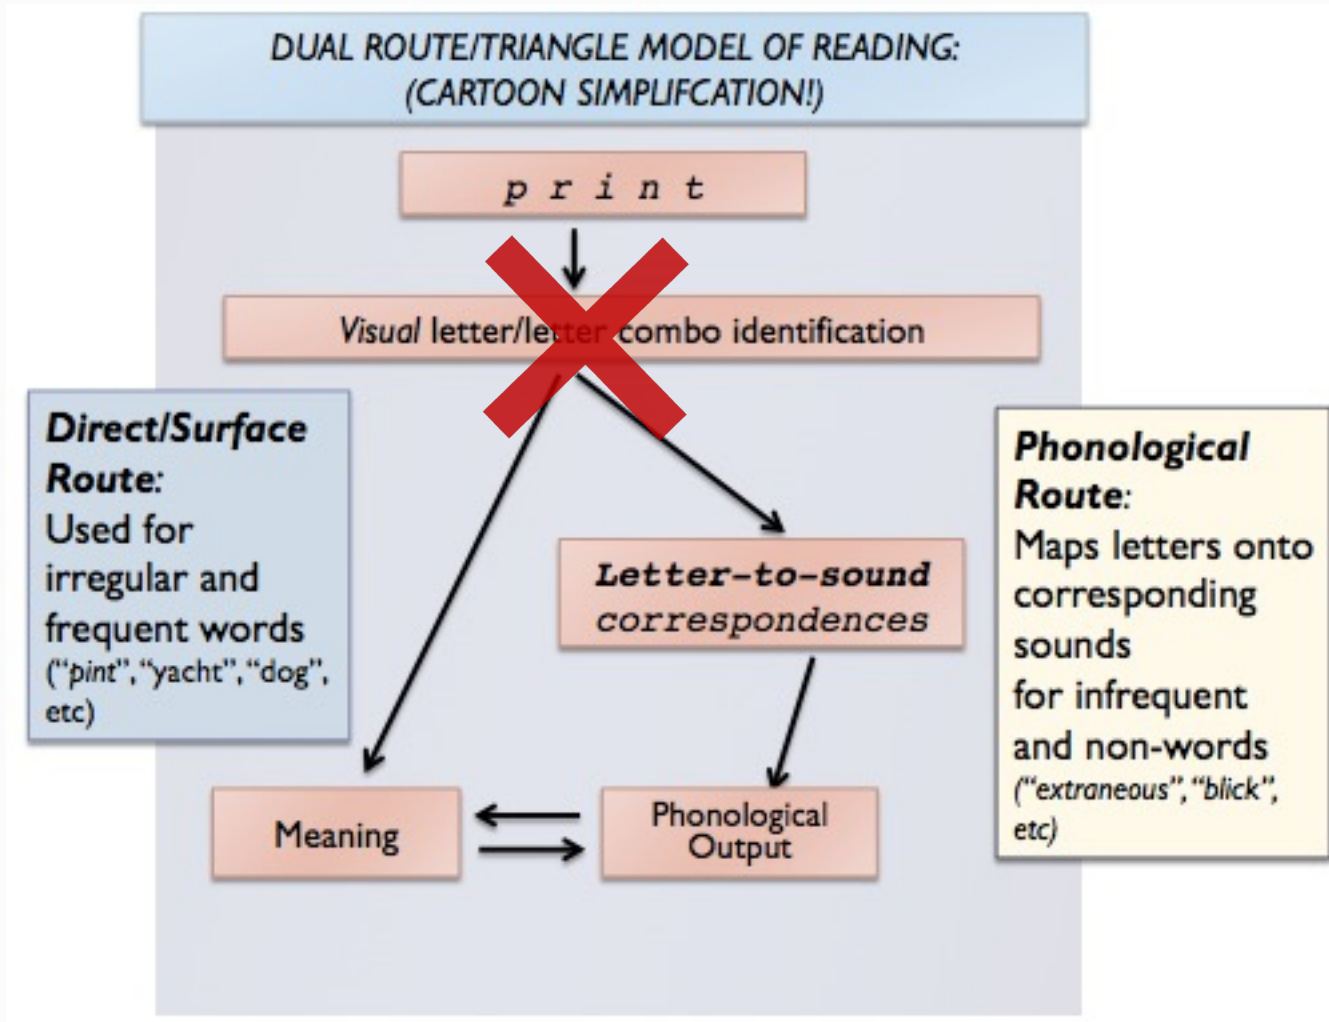 DUAL ROUTE/TRIANGLE MODEL OF READING:
(CARTOON SIMPLIFCATION!)
p r i n t
Visual letter/letter combo identification
Direct/Surface
Route:
Used for
irregular and
frequent words
("pint", "yacht", "dog",
etc)
Phonological
Route:
Maps letters onto
corresponding
sounds
for infrequent
and non-words
("extraneous", "blick",
etc)
Letter-to-sound
correspondences
Meaning
Phonological
Output